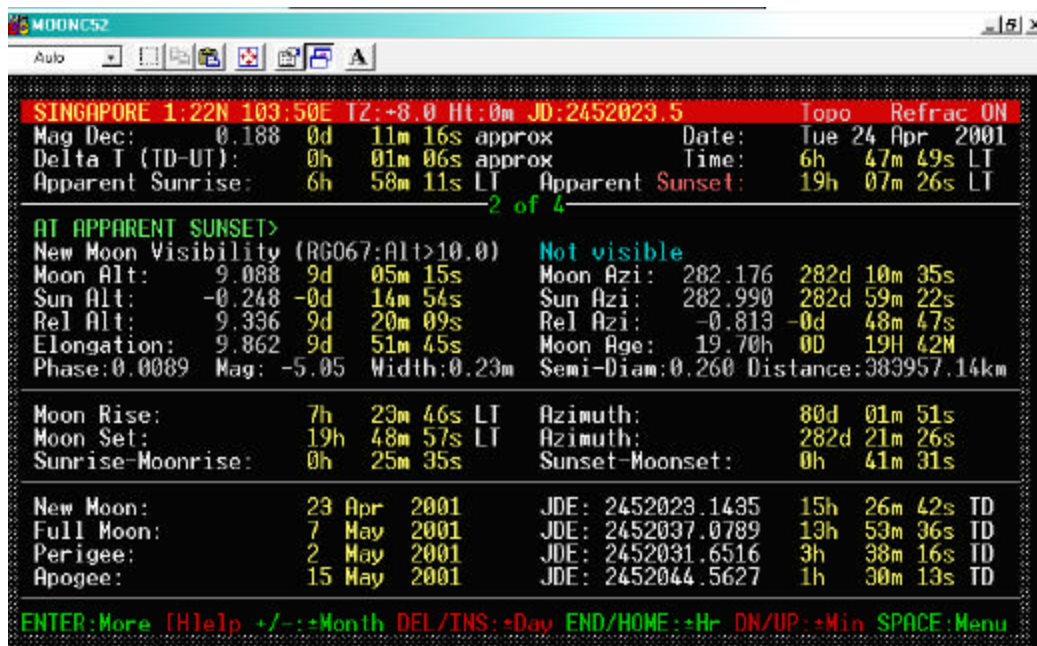 MOONC52
Auto
A
SINGAPORE 1:22N 103:50E TZ:+8.0 Ht:0m JD:2452023.5 Topo Refrac ON
Mag Dec: 0.188 0d 11m 16s approx Date: Tue 24 Apr 2001
Delta T (TD-UT): 0h 01m 06s approx Time: 6h 47m 49s LT
Apparent Sunrise: 6h 58m 11s LT Apparent Sunset: 19h 07m 26s LT
2 of 4
AT APPARENT SUNSET>
New Moon Visibility (RGO67:Alt>10.0) Not visible
Moon Alt: 9.088 9d 05m 15s Moon Azi: 282.176 282d 10m 35s
Sun Alt: -0.248 -0d 14m 54s Sun Azi: 282.990 282d 59m 22s
Rel Alt: 9.336 9d 20m 09s Rel Azi: -0.813 -0d 48m 47s
Elongation: 9.862 9d 51m 45s Moon Age: 19.70h 0D 19H 42M
Phase:0.0089 Mag: -5.05 Width:0.23m Semi-Diam:0.260 Distance:383957.14km
Moon Rise: 7h 23m 46s LT Azimuth: 80d 01m 51s
Moon Set: 19h 48m 57s LT Azimuth: 282d 21m 26s
Sunrise-Moonrise: 0h 25m 35s Sunset-Moonset: 0h 41m 31s
New Moon: 23 Apr 2001 JDE: 2452023.1435 15h 26m 42s TD
Full Moon: 7 May 2001 JDE: 2452037.0789 13h 53m 36s TD
Perigee: 2 May 2001 JDE: 2452031.6516 3h 38m 16s TD
Apogee: 15 May 2001 JDE: 2452044.5627 1h 30m 13s TD
ENTER:More [H]elp +/-:±Month DEL/INS:±Day END/HOME:±Hr DN/UP:±Min SPACE:Menu